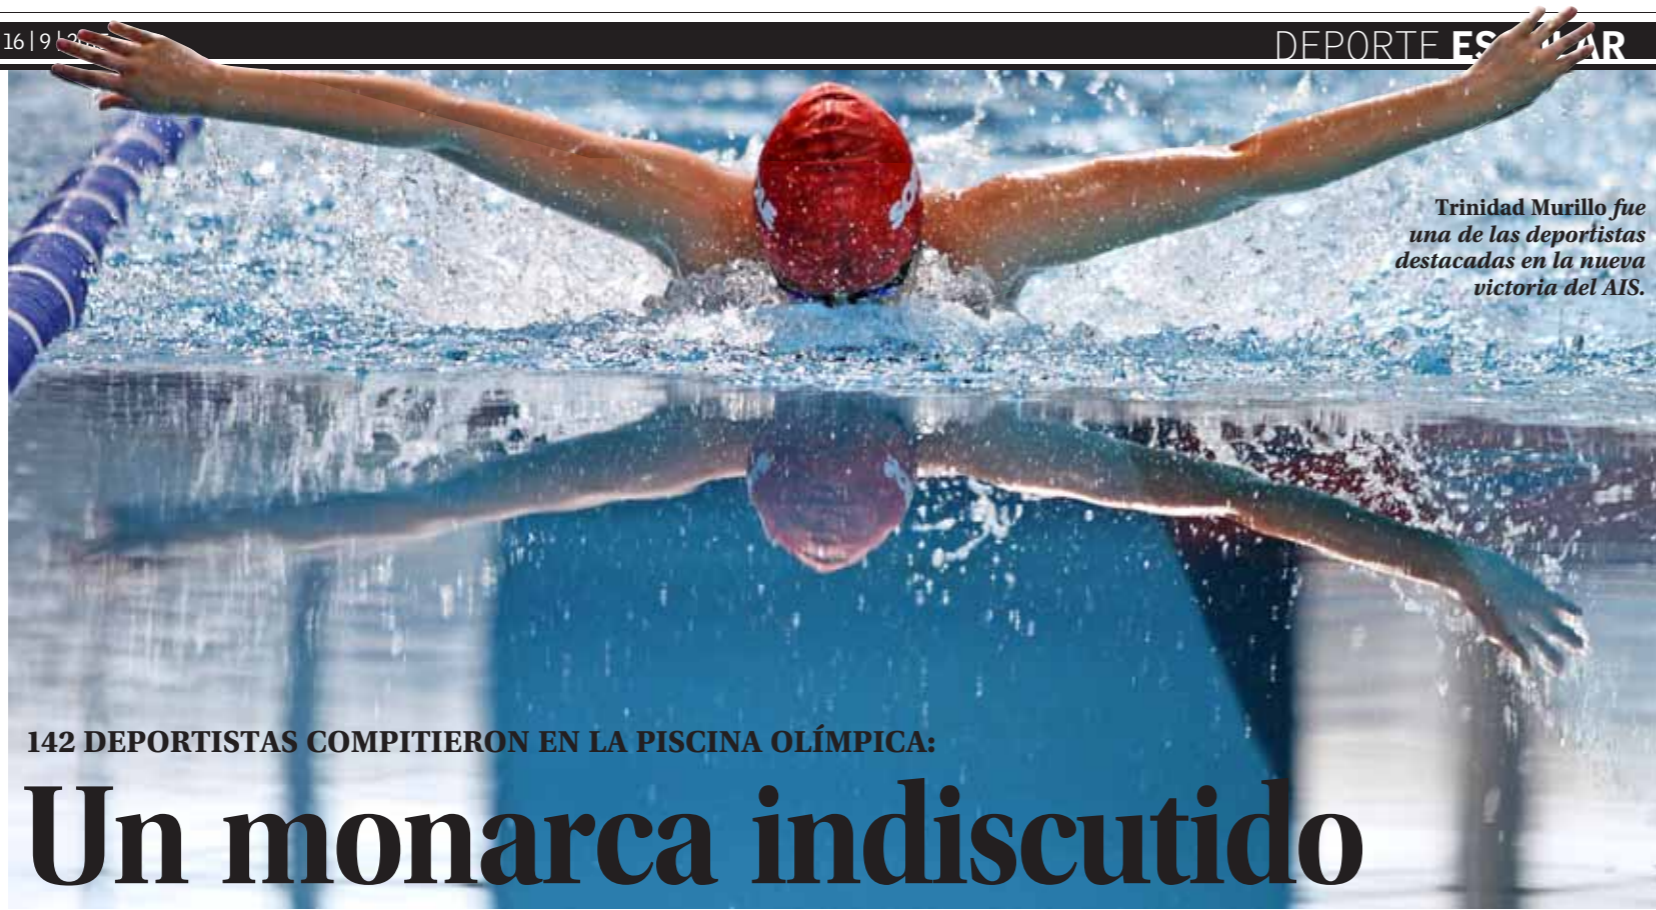 16 | 9 |
DEPORTE ESCOLAR
Trinidad Murillo fue
una de las deportistas
destacadas en la nueva
victoria del AIS.
142 DEPORTISTAS COMPITIERON EN LA PISCINA OLÍMPICA:
Un monarca indiscutido